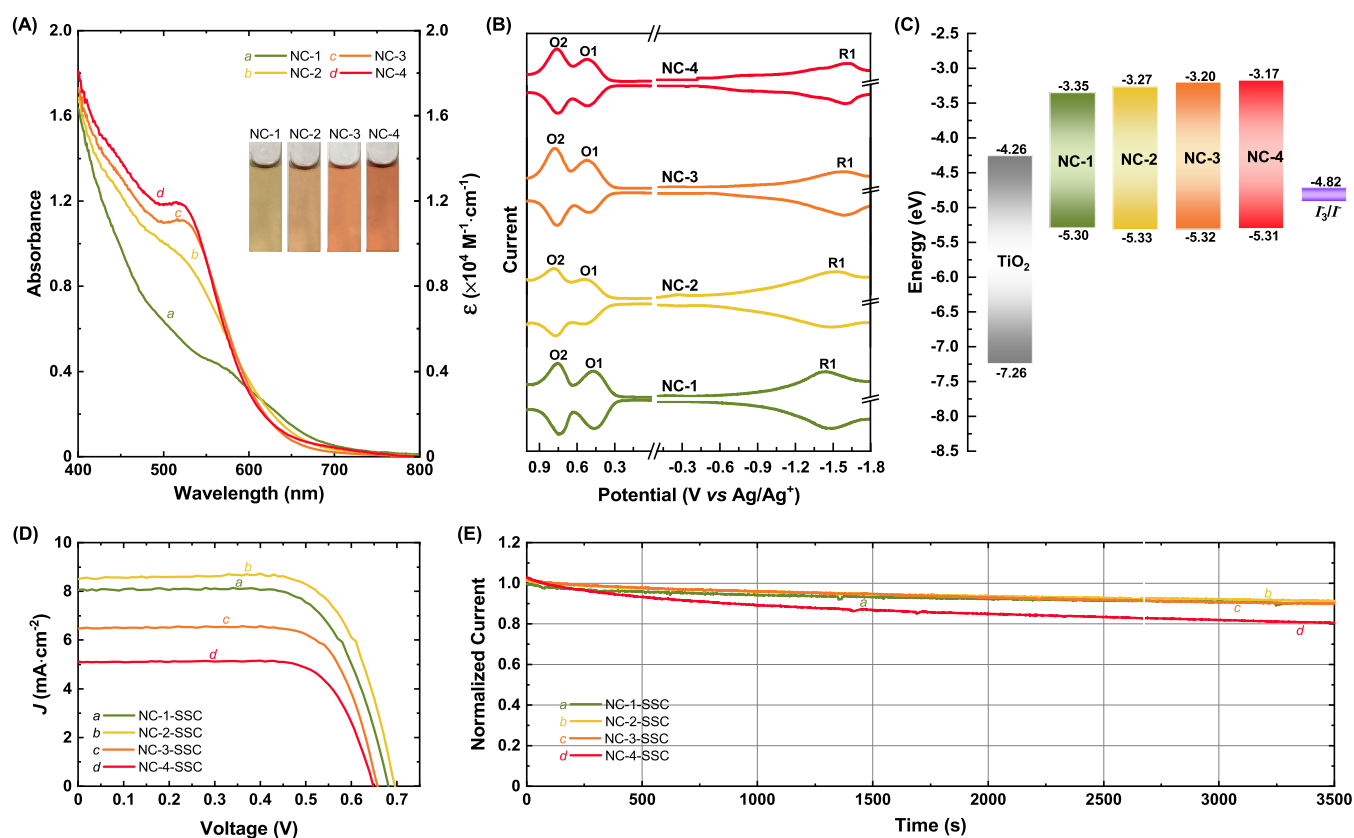 (A)
2.0
1.6
1.2
0.8
0.4
0
400
500
600
700
800
2.0
1.6
1.2
0.8
0.4
0
Absorbance
Wavelength (nm)
ε (×10⁴ M⁻¹·cm⁻¹)
a NC-1 c NC-3
b NC-2 d NC-4
NC-1 NC-2 NC-3 NC-4
d
c
b
a
(B)
O2 O1 NC-4 R1
O2 O1 NC-3 R1
O2 O1 NC-2 R1
O2 O1 NC-1 R1
Current
0.9 0.6 0.3 -0.3 -0.6 -0.9 -1.2 -1.5 -1.8
Potential (V vs Ag/Ag⁺)
(C)
-2.5
-3.0
-3.5
-4.0
-4.5
-5.0
-5.5
-6.0
-6.5
-7.0
-7.5
-8.0
-8.5
Energy (eV)
-4.26
TiO₂
-7.26
-3.35
NC-1
-5.30
-3.27
NC-2
-5.33
-3.20
NC-3
-5.32
-3.17
NC-4
-5.31
-4.82
I⁻₃/I⁻
(D)
10
8
6
4
2
0
0 0.1 0.2 0.3 0.4 0.5 0.6 0.7
J (mA·cm⁻²)
Voltage (V)
b
a
c
d
a NC-1-SSC
b NC-2-SSC
c NC-3-SSC
d NC-4-SSC
(E)
1.2
1.0
0.8
0.6
0.4
0.2
0
0 500 1000 1500 2000 2500 3000 3500
Normalized Current
Time (s)
a
b
c
d
a NC-1-SSC
b NC-2-SSC
c NC-3-SSC
d NC-4-SSC